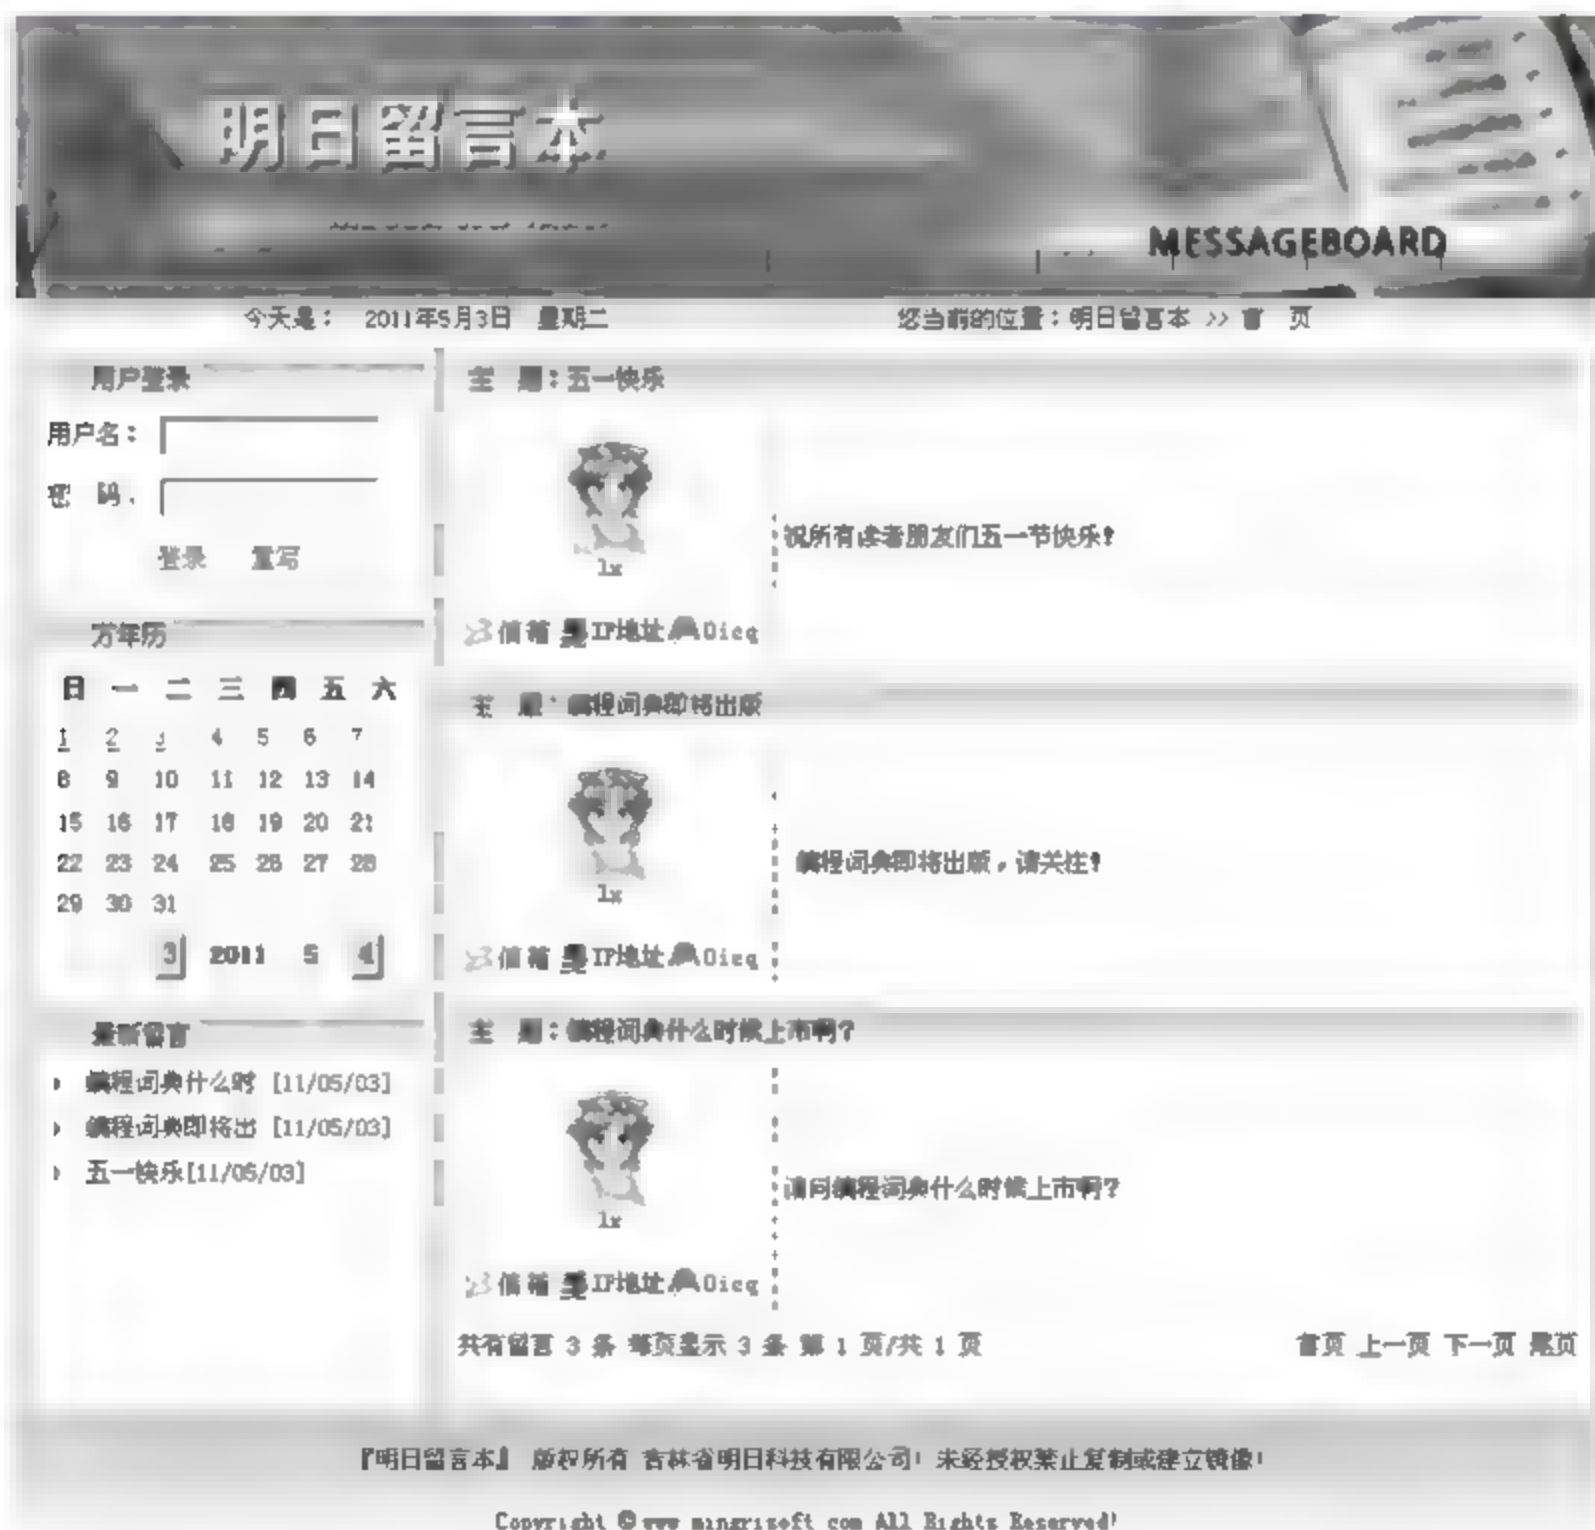 明日留言本
MESSAGEBOARD
今天是： 2011年5月3日 星期二
您当前的位置：明日留言本 >> 首 页
用户登录
用户名：
密 码：
登录 重写
万年历
日 一 二 三 四 五 六
1 2 3 4 5 6 7
8 9 10 11 12 13 14
15 16 17 18 19 20 21
22 23 24 25 26 27 28
29 30 31
3 2011 5 4
最新留言
编程词典什么时 [11/05/03]
编程词典即将出 [11/05/03]
五一快乐[11/05/03]
主 题：五一快乐
lx
祝所有读者朋友们五一节快乐！
信箱 IP地址 Oicq
主 题：编程词典即将出版
lx
编程词典即将出版，请关注！
信箱 IP地址 Oicq
主 题：编程词典什么时候上市啊？
lx
请问编程词典什么时候上市啊？
信箱 IP地址 Oicq
共有留言 3 条 每页显示 3 条 第 1 页/共 1 页
首页 上一页 下一页 尾页
『明日留言本』 版权所有 吉林省明日科技有限公司! 未经授权禁止复制或建立镜像!
Copyright ©www mingrisoft com All Rights Reserved!